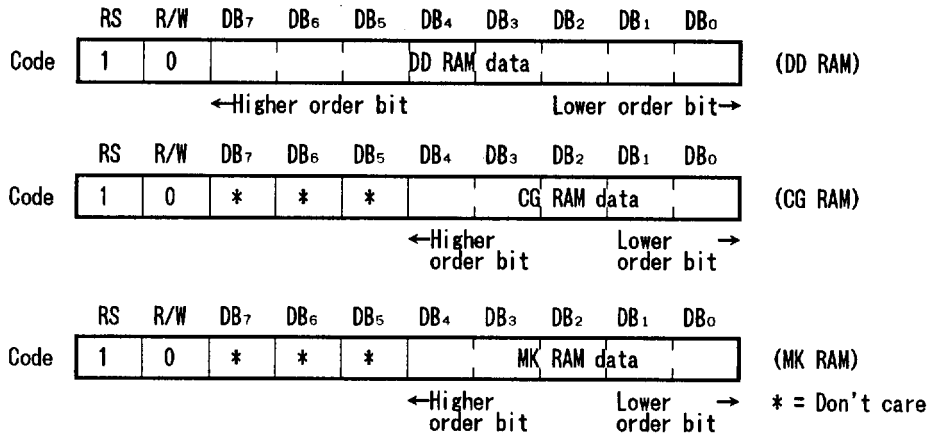 RS R/W DB₇ DB₆ DB₅ DB₄ DB₃ DB₂ DB₁ DB₀
Code 1 0 DD RAM data (DD RAM)
←Higher order bit Lower order bit→
RS R/W DB₇ DB₆ DB₅ DB₄ DB₃ DB₂ DB₁ DB₀
Code 1 0 * * * CG RAM data (CG RAM)
←Higher Lower →
order bit order bit
RS R/W DB₇ DB₆ DB₅ DB₄ DB₃ DB₂ DB₁ DB₀
Code 1 0 * * * MK RAM data (MK RAM)
←Higher Lower → * = Don't care
order bit order bit